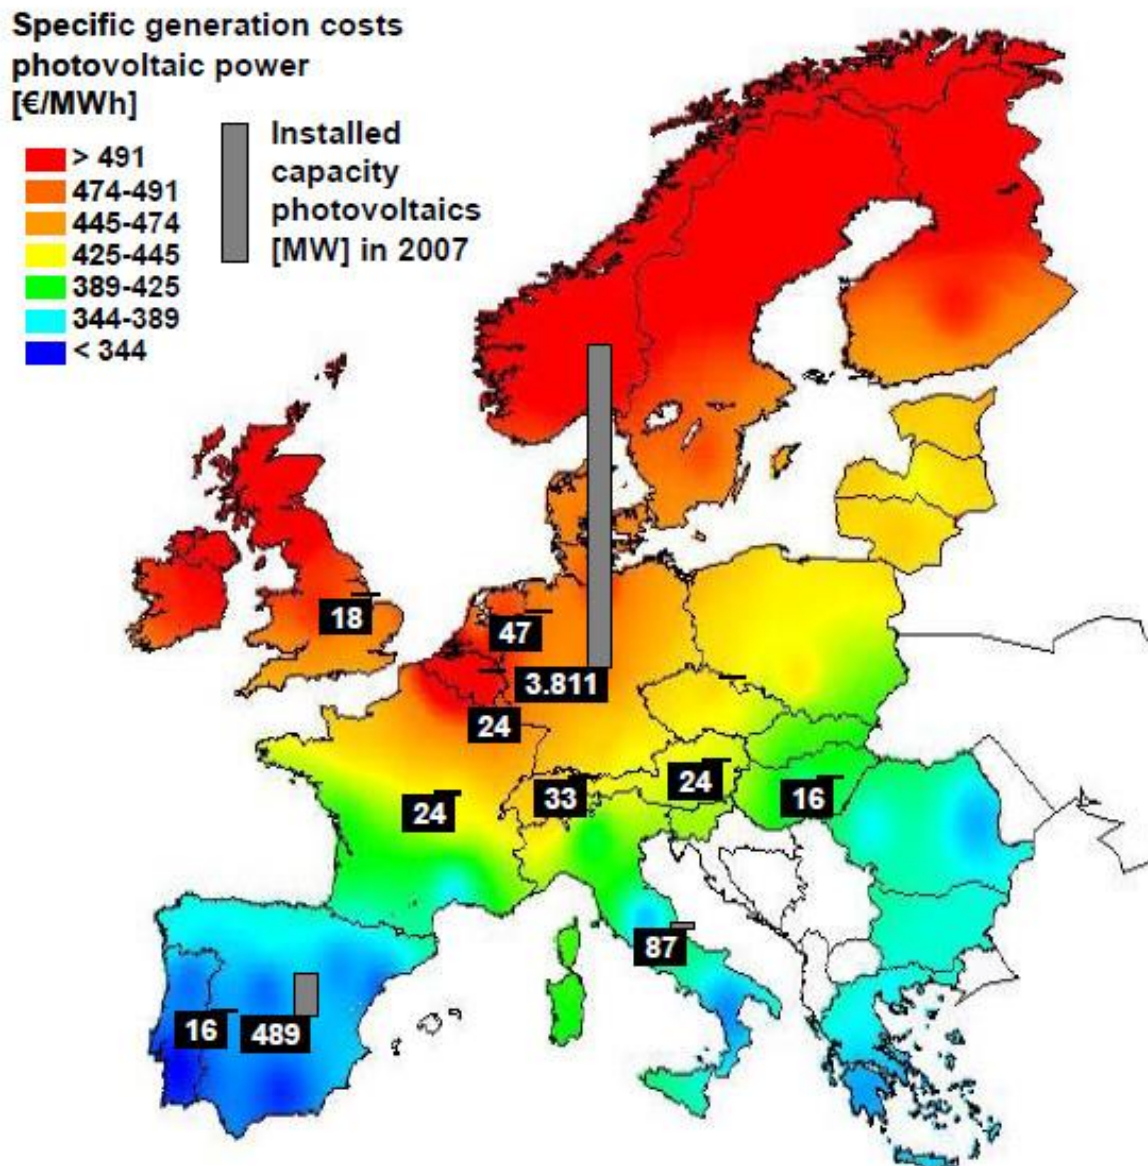 Specific generation costs
photovoltaic power
[€/MWh]
> 491
474-491
445-474
425-445
389-425
344-389
< 344
Installed
capacity
photovoltaics
[MW] in 2007
18
47
3.811
24
24
33
24
16
87
16
489